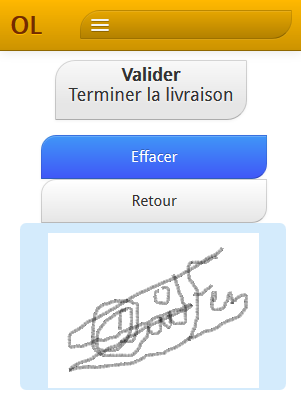 OL
Valider
Terminer la livraison
Effacer
Retour